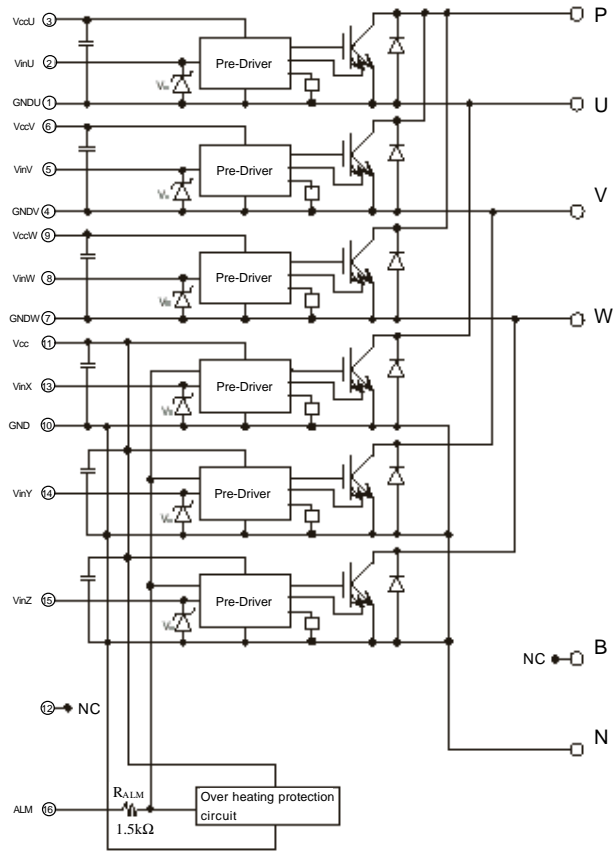 VccU 3
P
VinU 2
Pre-Driver
GNDU 1
U
VccV 6
VinV 5
Pre-Driver
GNDV 4
V
VccW 9
VinW 8
Pre-Driver
GNDW 7
W
Vcc 11
VinX 13
Pre-Driver
GND 10
VinY 14
Pre-Driver
VinZ 15
Pre-Driver
NC B
12 NC
N
RALM
ALM 16
1.5kΩ
Over heating protection
circuit